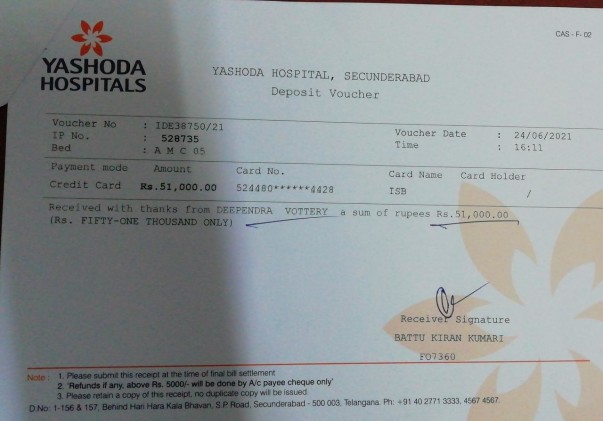 CAS - F- 02
YASHODA
HOSPITALS
YASHODA HOSPITAL, SECUNDERABAD
Deposit Voucher
Voucher No : IDE38750/21 Voucher Date : 24/06/2021
IP No. : 528735 Time : 16:11
Bed : A M C 05
Payment mode Amount Card No. Card Name Card Holder
Credit Card Rs.51,000.00 524480******4428 ISB /
Received with thanks from DEEPENDRA VOTTERY a sum of rupees Rs.51,000.00
(Rs. FIFTY-ONE THOUSAND ONLY)
Receiver Signature
BATTU KIRAN KUMARI
FO7360
Note : 1. Please submit this receipt at the time of final bill settlement
2. 'Refunds if any, above Rs. 5000/- will be done by A/c payee cheque only'
3. Please retain a copy of this receipt, no duplicate copy will be issued
D.No: 1-156 & 157, Behind Hari Hara Kala Bhavan, S.P. Road, Secunderabad - 500 003, Telangana. Ph: +91 40 2771 3333, 4567 4567.